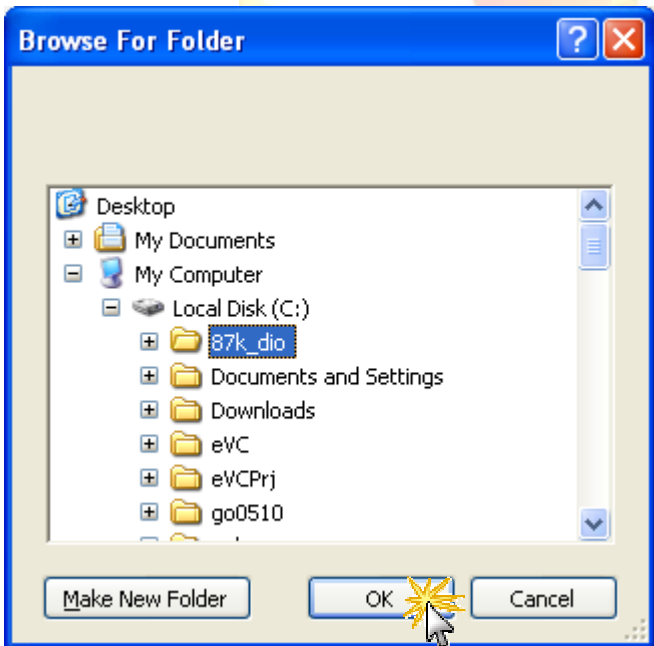 Browse For Folder
Desktop
My Documents
My Computer
Local Disk (C:)
87k_dio
Documents and Settings
Downloads
eVC
eVCPrj
go0510
Make New Folder OK Cancel